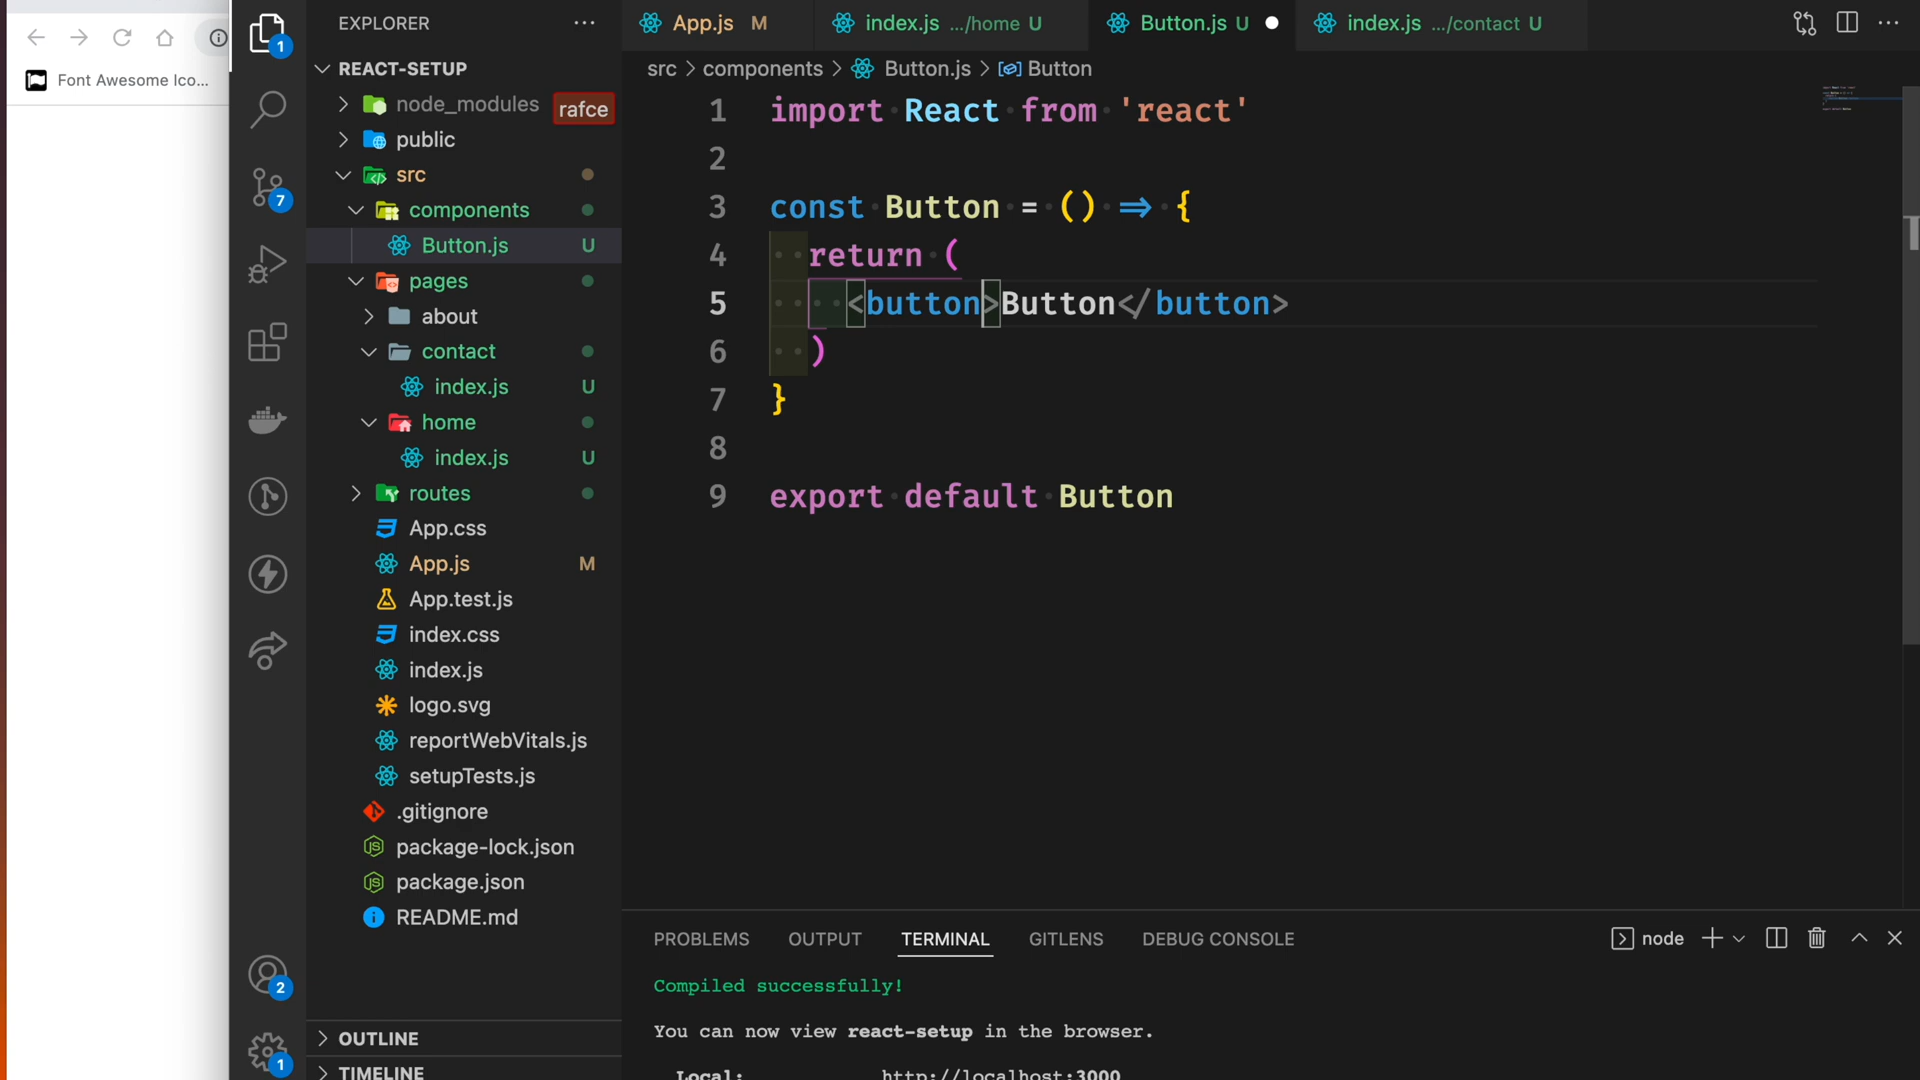 Font Awesome Ico...
1
7
2
1
EXPLORER
REACT-SETUP
node_modules
rafce
public
src
components
Button.js U
pages
about
contact
index.js U
home
index.js U
routes
App.css
App.js M
App.test.js
index.css
index.js
logo.svg
reportWebVitals.js
setupTests.js
.gitignore
package-lock.json
package.json
README.md
OUTLINE
TIMELINE
App.js M index.js .../home U Button.js U index.js .../contact U
src > components > Button.js > Button
1 import React from 'react'
2
3 const Button = () => {
4 return (
5 <button>Button</button>
6 )
7 }
8
9 export default Button
PROBLEMS OUTPUT TERMINAL GITLENS DEBUG CONSOLE node
Compiled successfully!
You can now view react-setup in the browser.
Local: http://localhost:3000